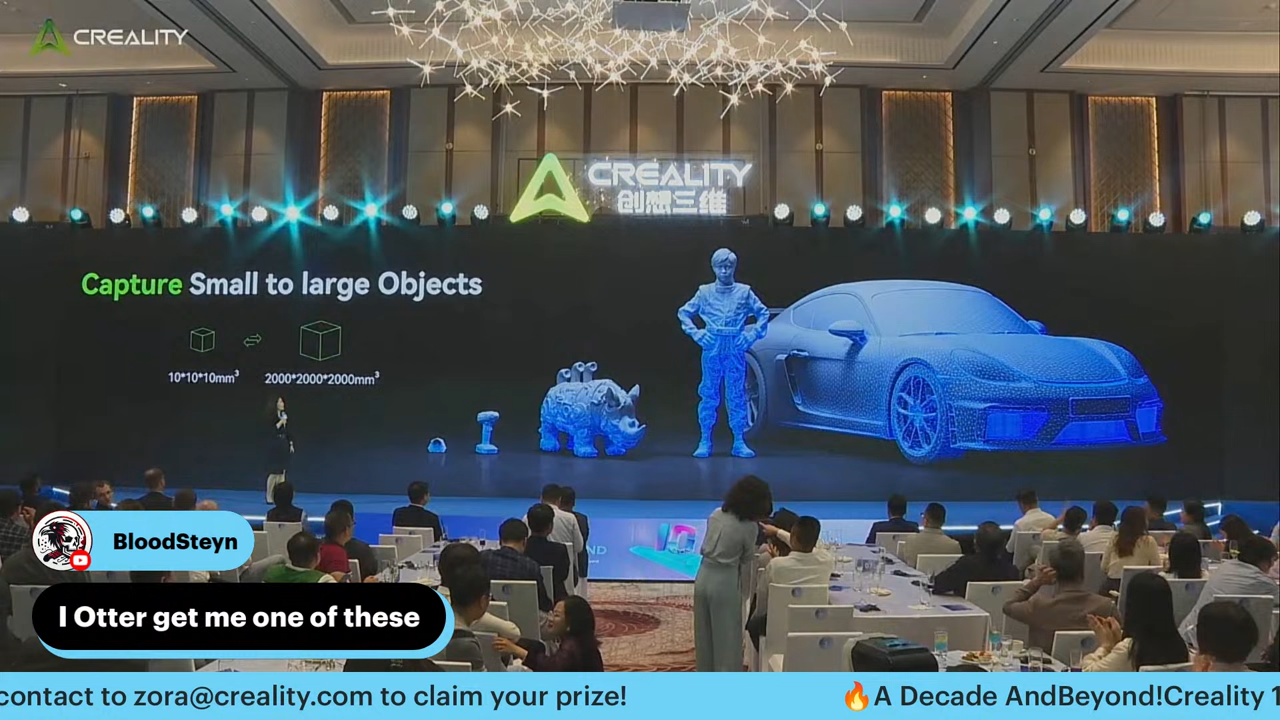 CREALITY
CREALITY
创想三维
Capture Small to large Objects
10*10*10mm³
2000*2000*2000mm³
ND
BloodSteyn
I Otter get me one of these
contact to zora@creality.com to claim your prize!
🔥A Decade AndBeyond!Creality 1